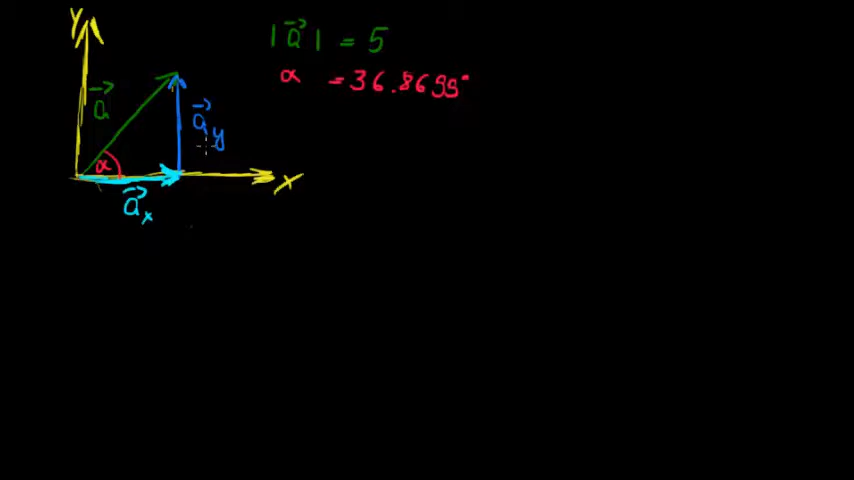 y
|a⃗| = 5
α = 36.8699°
a⃗
a⃗y
α
x
a⃗x